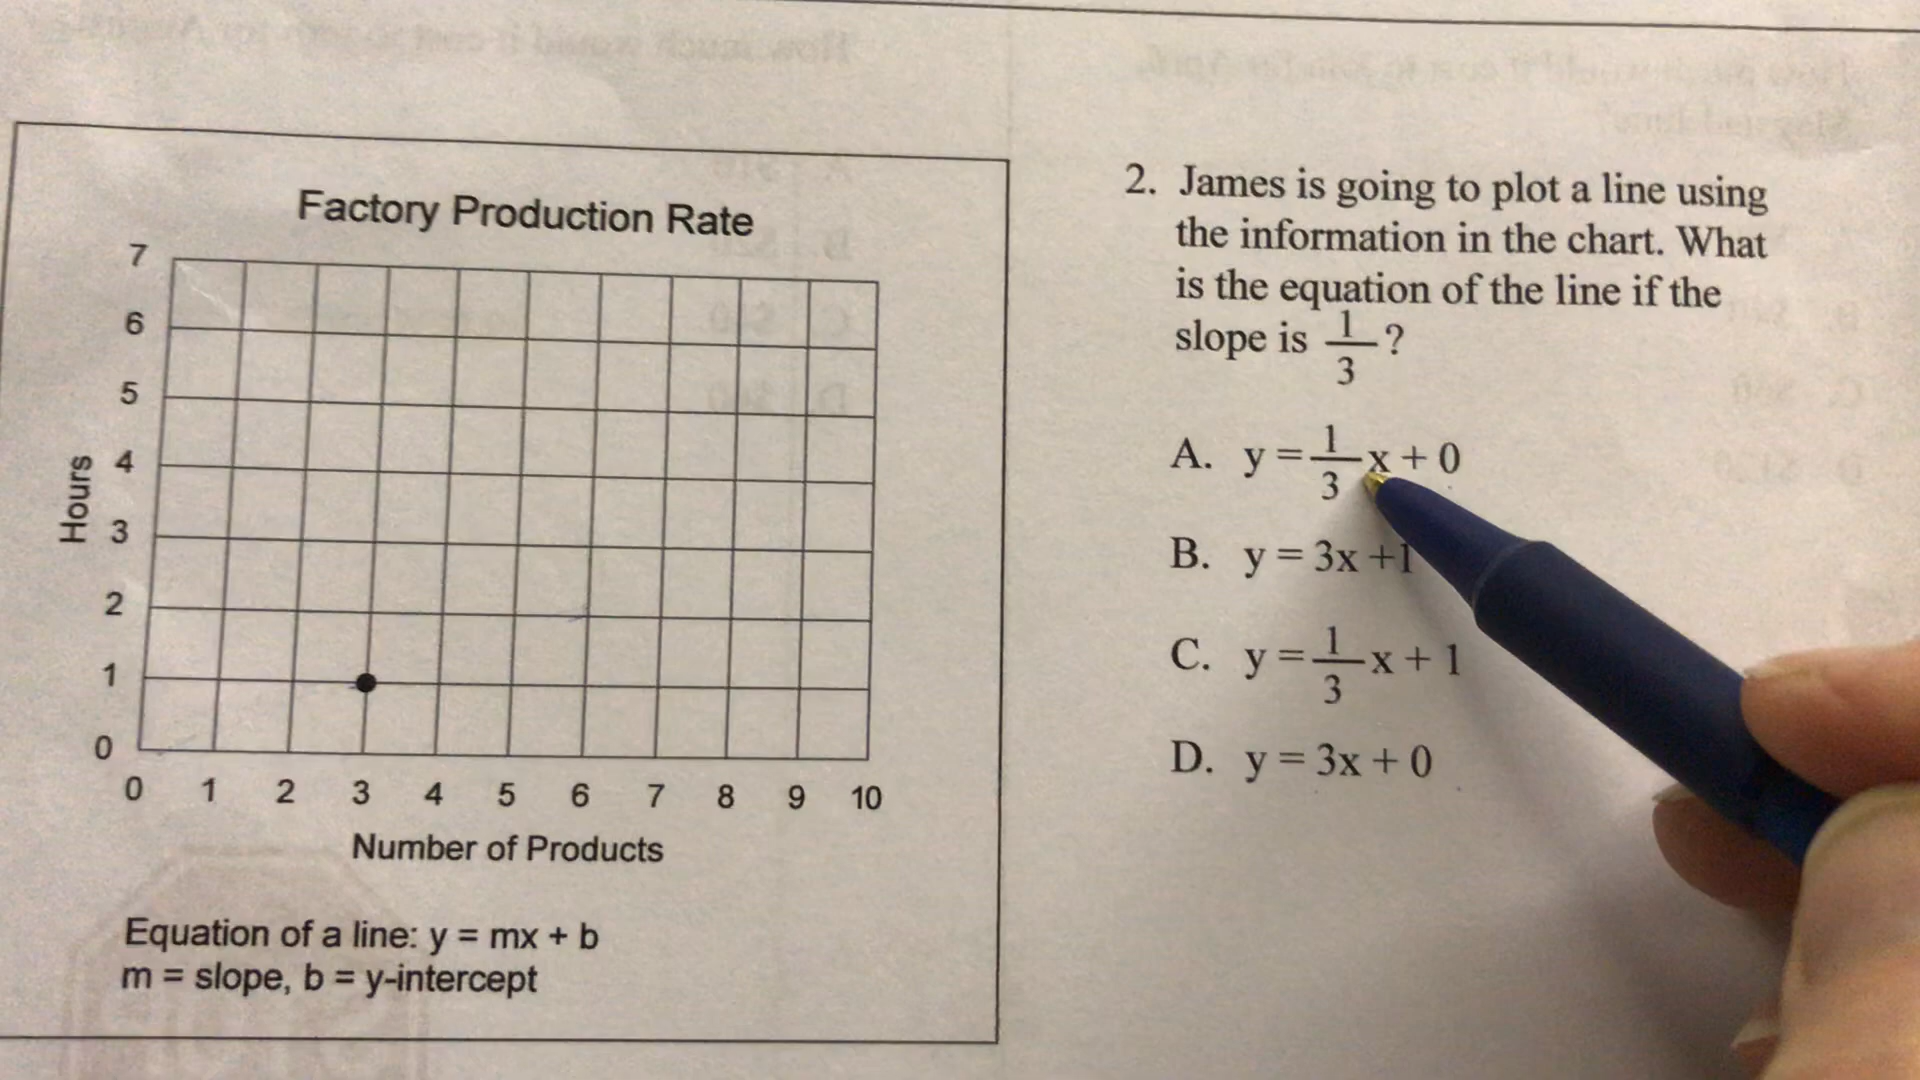 Factory Production Rate
7
6
5
4
3
2
1
0
Hours
0 1 2 3 4 5 6 7 8 9 10
Number of Products
Equation of a line: y = mx + b
m = slope, b = y-intercept
2. James is going to plot a line using
the information in the chart. What
is the equation of the line if the
slope is 1/3?
A. y = 1/3 x + 0
B. y = 3x +1
C. y = 1/3 x + 1
D. y = 3x + 0